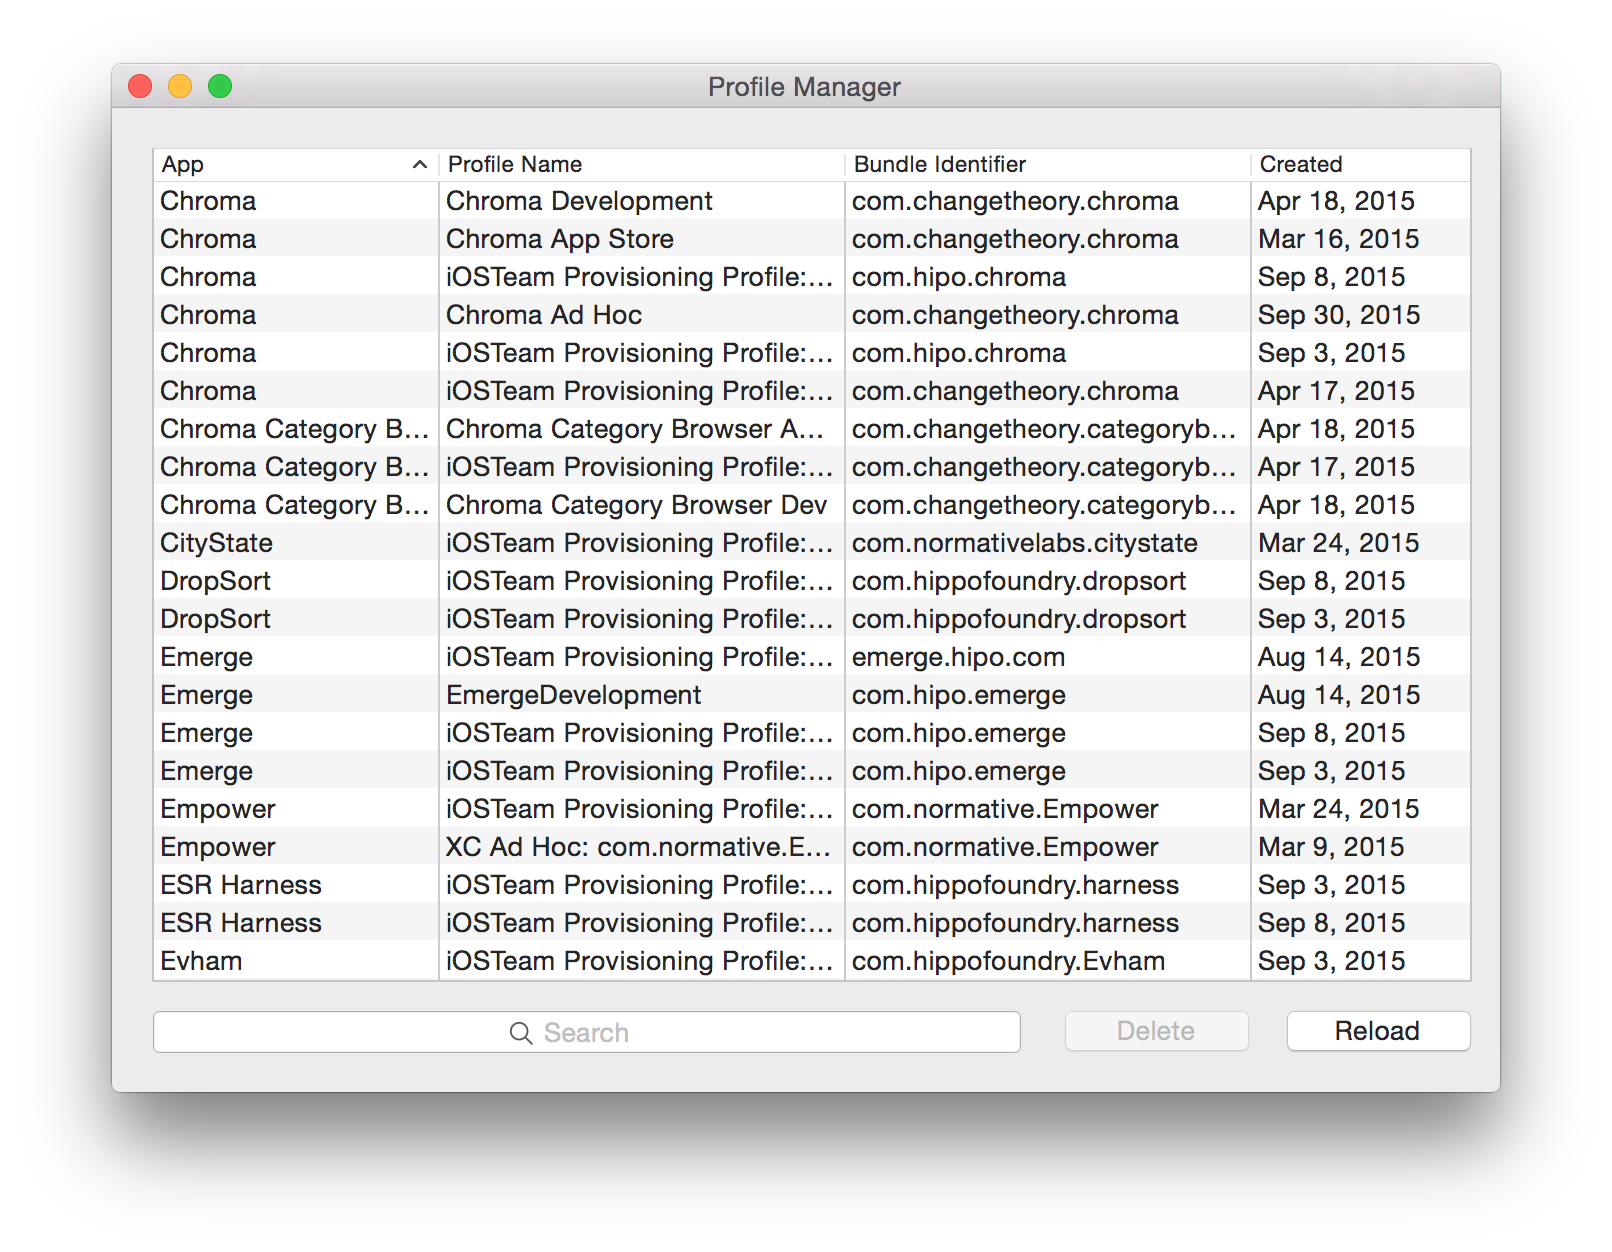 Profile Manager
App Profile Name Bundle Identifier Created
Chroma Chroma Development com.changetheory.chroma Apr 18, 2015
Chroma Chroma App Store com.changetheory.chroma Mar 16, 2015
Chroma iOSTeam Provisioning Profile:... com.hipo.chroma Sep 8, 2015
Chroma Chroma Ad Hoc com.changetheory.chroma Sep 30, 2015
Chroma iOSTeam Provisioning Profile:... com.hipo.chroma Sep 3, 2015
Chroma iOSTeam Provisioning Profile:... com.changetheory.chroma Apr 17, 2015
Chroma Category B... Chroma Category Browser A... com.changetheory.categoryb... Apr 18, 2015
Chroma Category B... iOSTeam Provisioning Profile:... com.changetheory.categoryb... Apr 17, 2015
Chroma Category B... Chroma Category Browser Dev com.changetheory.categoryb... Apr 18, 2015
CityState iOSTeam Provisioning Profile:... com.normativelabs.citystate Mar 24, 2015
DropSort iOSTeam Provisioning Profile:... com.hippofoundry.dropsort Sep 8, 2015
DropSort iOSTeam Provisioning Profile:... com.hippofoundry.dropsort Sep 3, 2015
Emerge iOSTeam Provisioning Profile:... emerge.hipo.com Aug 14, 2015
Emerge EmergeDevelopment com.hipo.emerge Aug 14, 2015
Emerge iOSTeam Provisioning Profile:... com.hipo.emerge Sep 8, 2015
Emerge iOSTeam Provisioning Profile:... com.hipo.emerge Sep 3, 2015
Empower iOSTeam Provisioning Profile:... com.normative.Empower Mar 24, 2015
Empower XC Ad Hoc: com.normative.E... com.normative.Empower Mar 9, 2015
ESR Harness iOSTeam Provisioning Profile:... com.hippofoundry.harness Sep 3, 2015
ESR Harness iOSTeam Provisioning Profile:... com.hippofoundry.harness Sep 8, 2015
Evham iOSTeam Provisioning Profile:... com.hippofoundry.Evham Sep 3, 2015
Search Delete Reload